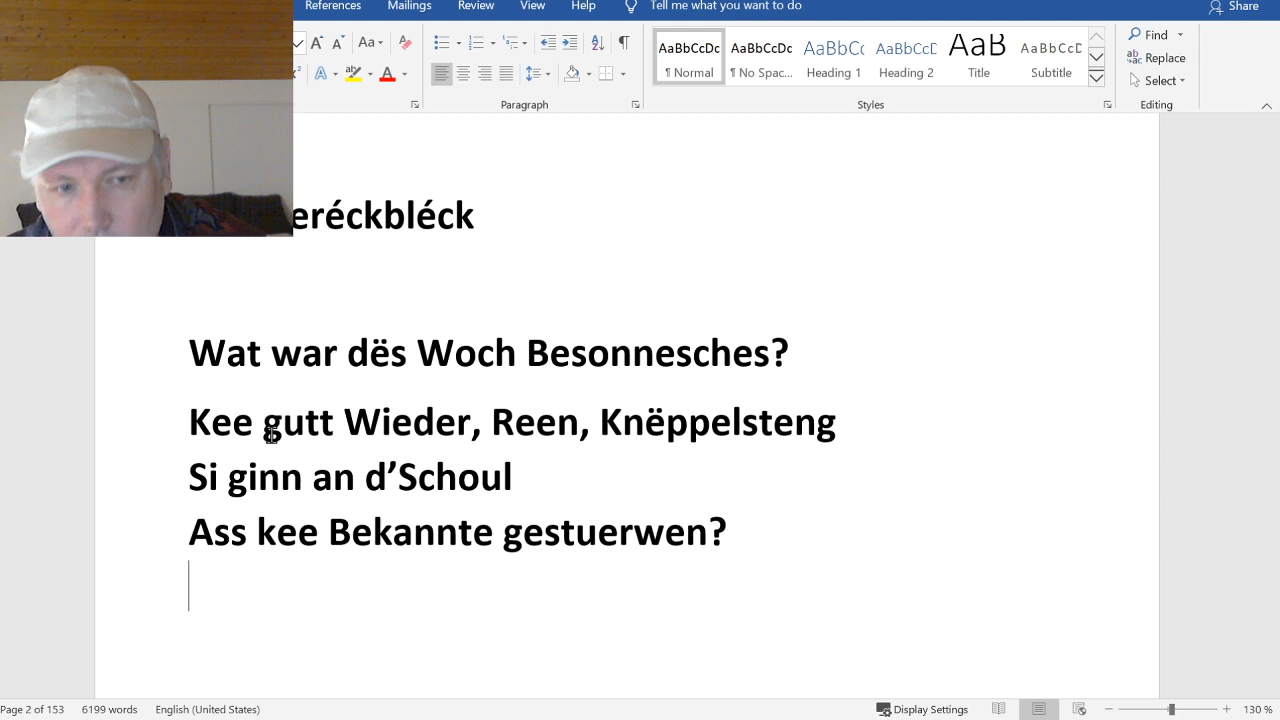 References Mailings Review View Help Tell me what you want to do Share
Aa
AaBbCcDc AaBbCcDc AaBbCc AaBbCcD AaB AaBbCcD
¶ Normal ¶ No Spac... Heading 1 Heading 2 Title Subtitle
Find
Replace
Select
Paragraph Styles Editing
eréckbléck
Wat war dës Woch Besonnesches?
Kee gutt Wieder, Reen, Knëppelsteng
Si ginn an d’Schoul
Ass kee Bekannte gestuerwen?
Page 2 of 153 6199 words English (United States) Display Settings 130 %